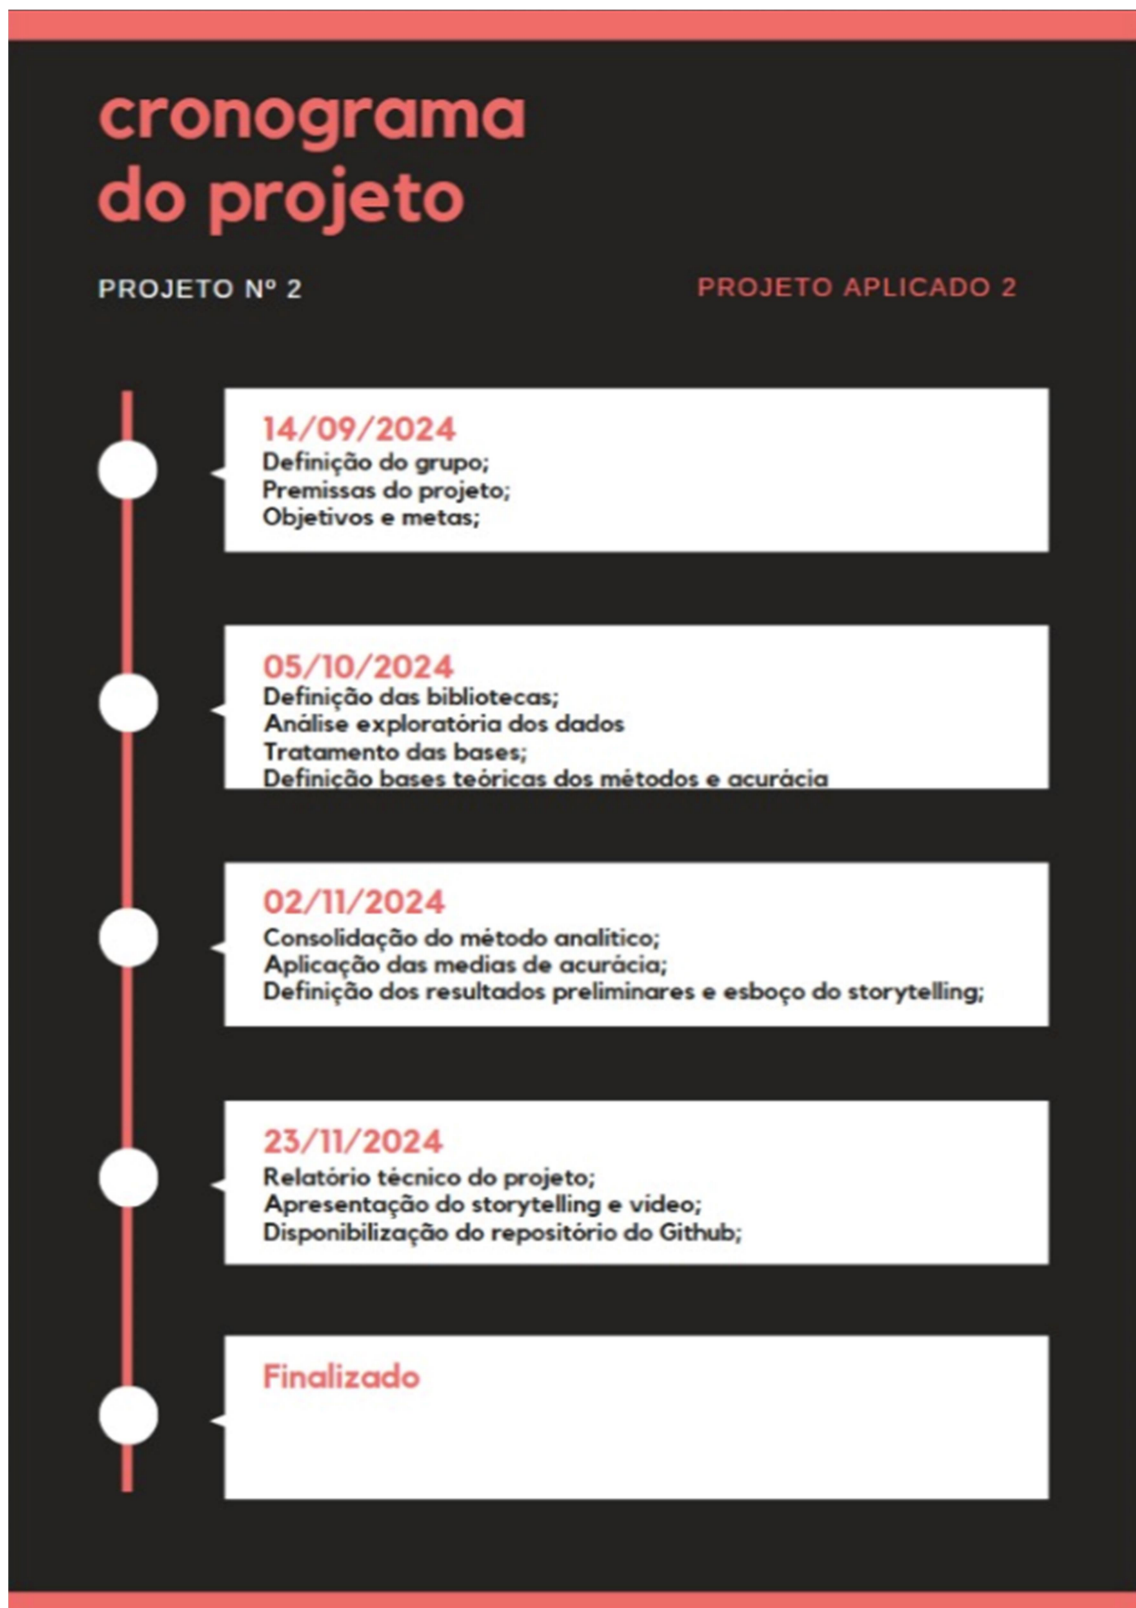 cronograma
do projeto
PROJETO Nº 2
PROJETO APLICADO 2
14/09/2024
Definição do grupo;
Premissas do projeto;
Objetivos e metas;
05/10/2024
Definição das bibliotecas;
Análise exploratória dos dados
Tratamento das bases;
Definição bases teóricas dos métodos e acurácia
02/11/2024
Consolidação do método analítico;
Aplicação das medias de acurácia;
Definição dos resultados preliminares e esboço do storytelling;
23/11/2024
Relatório técnico do projeto;
Apresentação do storytelling e vídeo;
Disponibilização do repositório do Github;
Finalizado